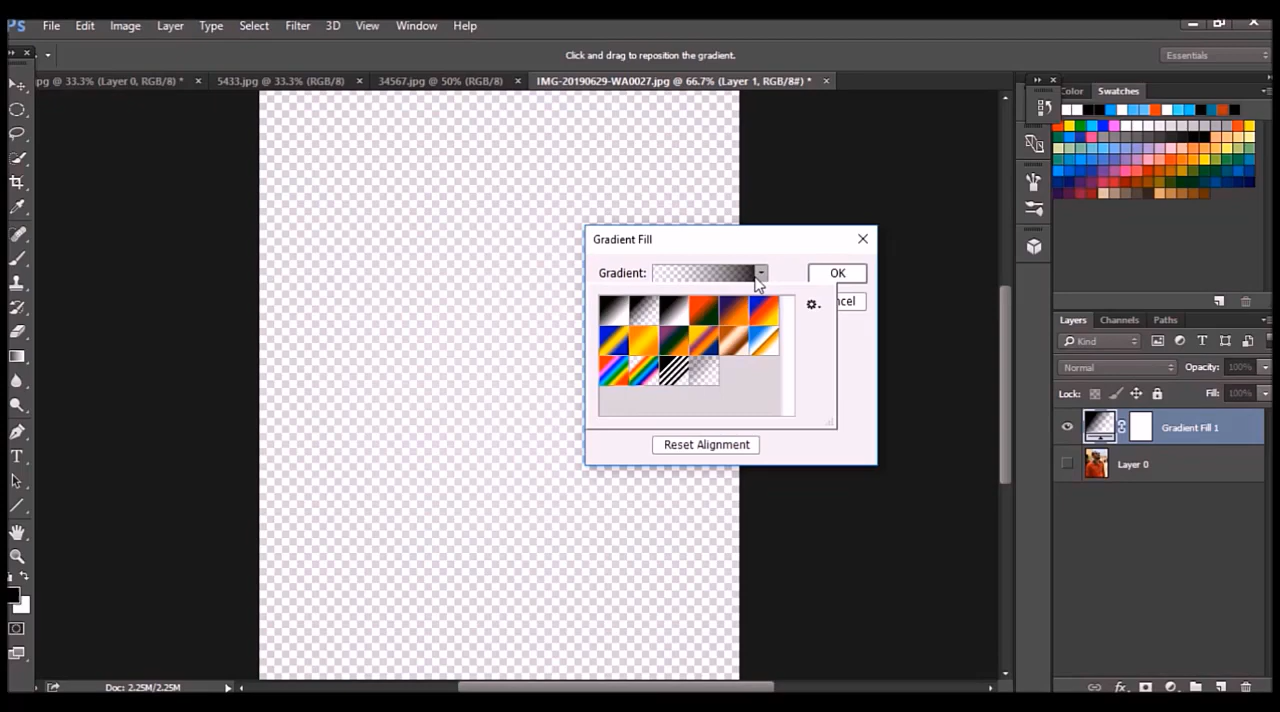 PS File Edit Image Layer Type Select Filter 3D View Window Help
Click and drag to reposition the gradient.
Essentials
jpg @ 33.3% (Layer 0, RGB/8) * × 5433.jpg @ 33.3% (RGB/8) × 34567.jpg @ 50% (RGB/8) × IMG-20190629-WA0027.jpg @ 66.7% (Layer 1, RGB/8#) * ×
Color Swatches
Gradient Fill
Gradient: OK
ncel
Reset Alignment
Layers Channels Paths
Kind
Normal Opacity: 100%
Lock: Fill: 100%
Gradient Fill 1
Layer 0
Doc: 2.25M/2.25M